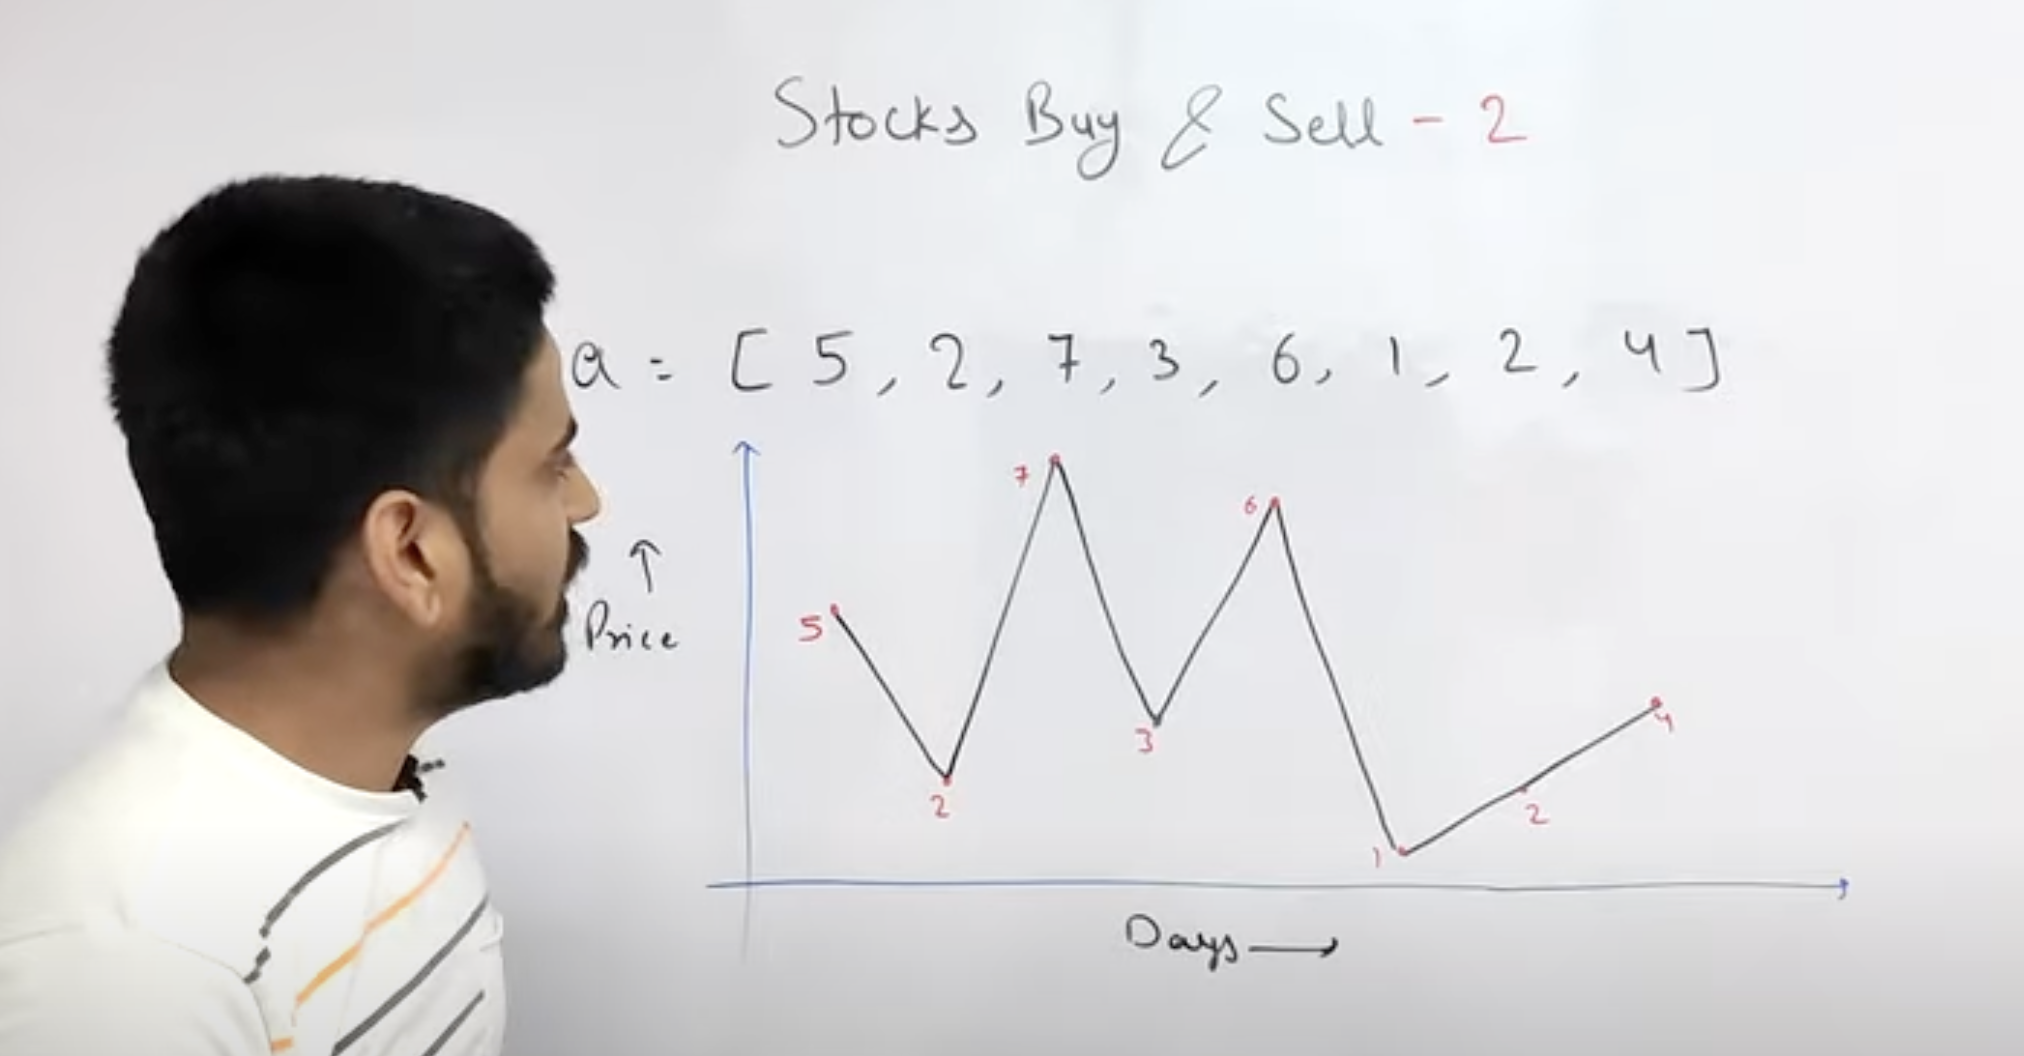 Stocks Buy & Sell - 2
a = [ 5, 2, 7, 3, 6, 1, 2, 4 ]
7
6
↑
Price
5
4
3
2
2
1
Days →